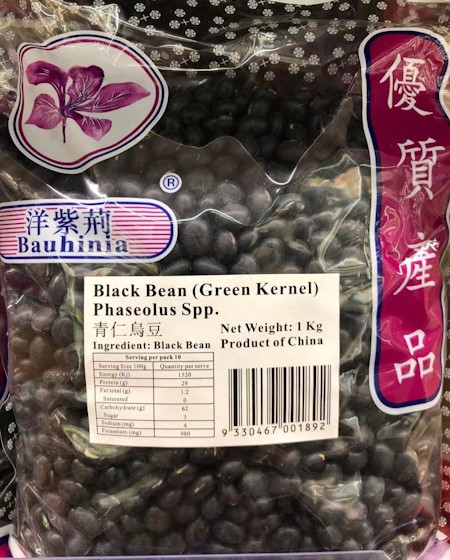 優質產品
®
洋紫荊
Bauhinia
Black Bean (Green Kernel)
Phaseolus Spp.
青仁烏豆 Net Weight: 1 Kg
Ingredient: Black Bean Product of China
Serving per pack 10
Serving Size 100g Quantity per serve
Energy (Kj) 1520
Protein (g) 29
Fat total (g) 1.2
Saturated 0
Carbohydrate (g) 62
Sugar 3
Sodium (mg) 4
Potassium (mg) 980
9 330467 001892